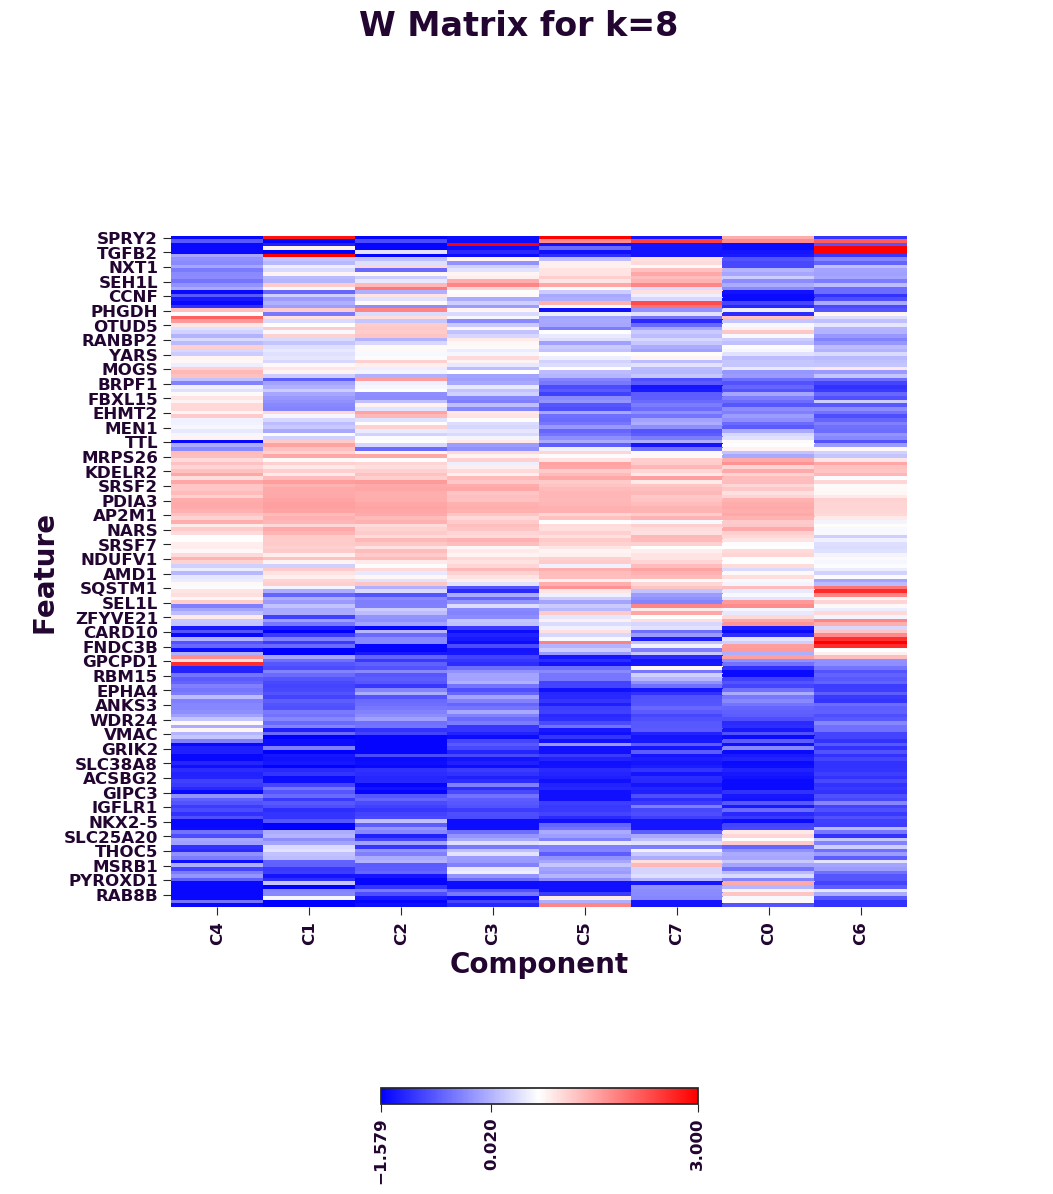 W Matrix for k=8
SPRY2
TGFB2
NXT1
SEH1L
CCNF
PHGDH
OTUD5
RANBP2
YARS
MOGS
BRPF1
FBXL15
EHMT2
MEN1
TTL
MRPS26
KDELR2
SRSF2
PDIA3
AP2M1
NARS
SRSF7
NDUFV1
AMD1
SQSTM1
SEL1L
ZFYVE21
CARD10
FNDC3B
GPCPD1
RBM15
EPHA4
ANKS3
WDR24
VMAC
GRIK2
SLC38A8
ACSBG2
GIPC3
IGFLR1
NKX2-5
SLC25A20
THOC5
MSRB1
PYROXD1
RAB8B
Feature
C4 C1 C2 C3 C5 C7 C0 C6
Component
−1.579 0.020 3.000